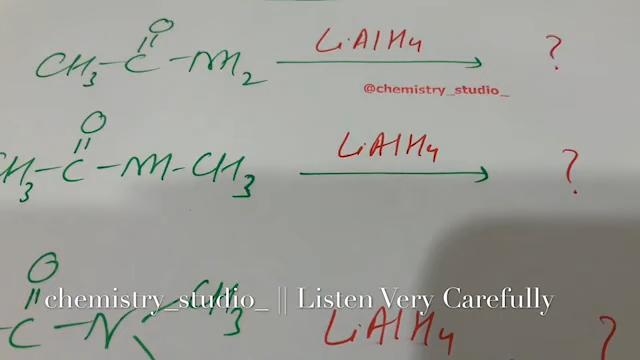 O
CH3-C-NH2 LiAlH4 ?
@chemistry_studio_
O
CH3-C-NH-CH3 LiAlH4 ?
O
chemistry_studio_ || Listen Very Carefully
CH3
C-N LiAlH4 ?